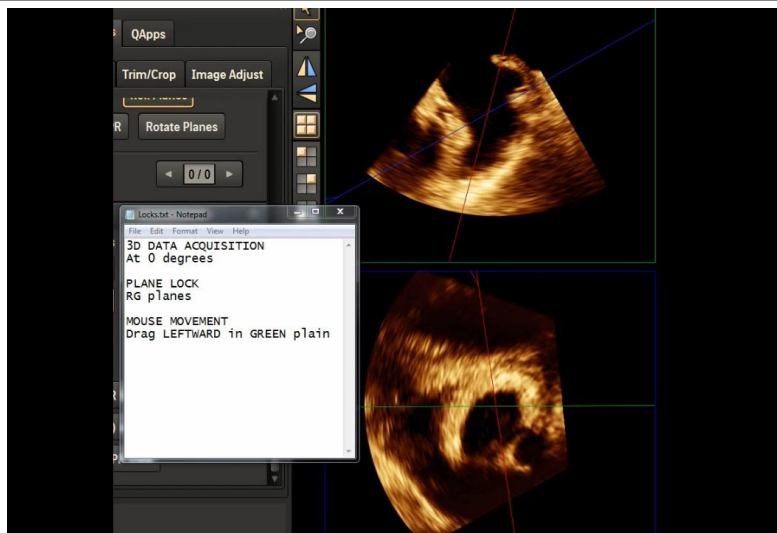 QApps
Trim/Crop Image Adjust
Rotate Planes
0 / 0
Locks.txt - Notepad
File Edit Format View Help
3D DATA ACQUISITION
At 0 degrees
PLANE LOCK
RG planes
MOUSE MOVEMENT
Drag LEFTWARD in GREEN plain